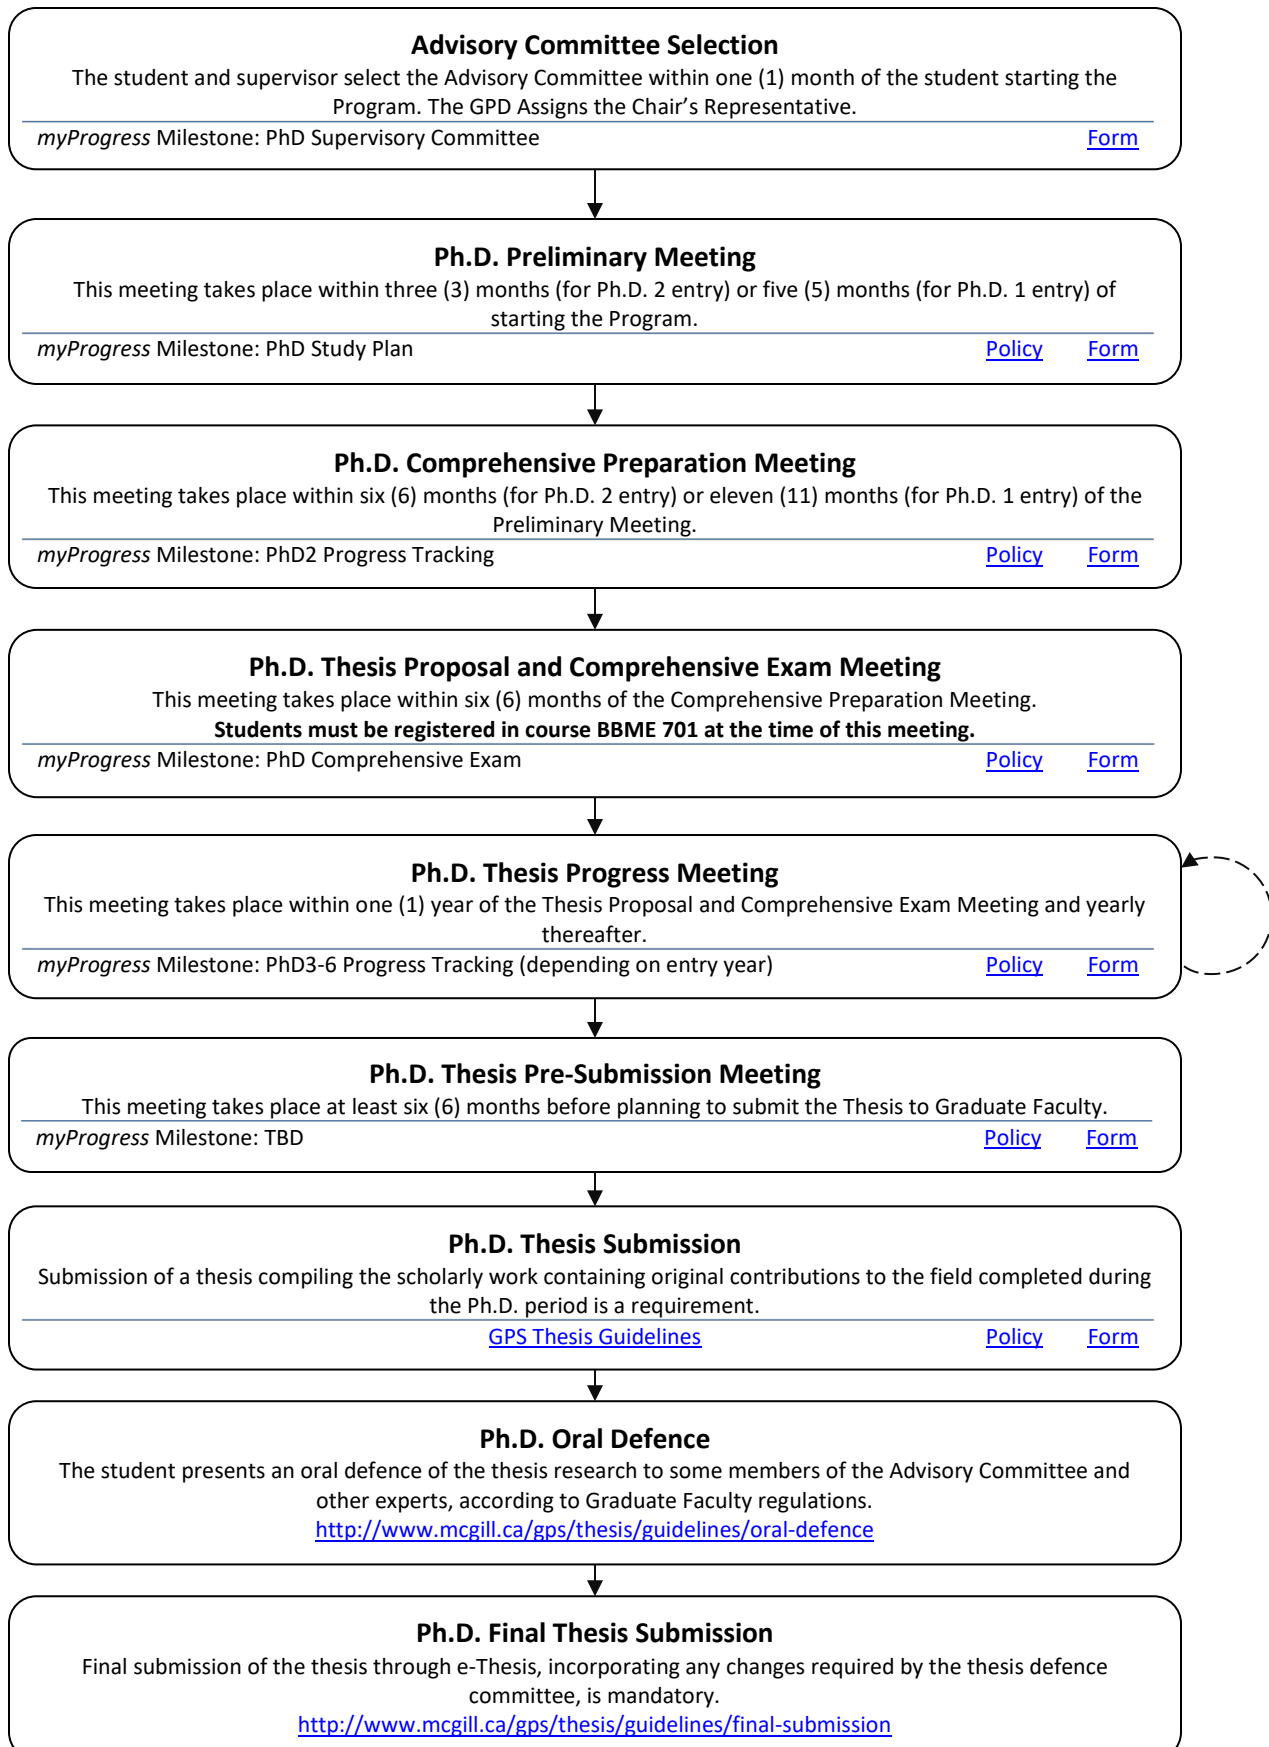 Advisory Committee Selection
The student and supervisor select the Advisory Committee within one (1) month of the student starting the
Program. The GPD Assigns the Chair’s Representative.
myProgress Milestone: PhD Supervisory Committee Form
Ph.D. Preliminary Meeting
This meeting takes place within three (3) months (for Ph.D. 2 entry) or five (5) months (for Ph.D. 1 entry) of
starting the Program.
myProgress Milestone: PhD Study Plan Policy Form
Ph.D. Comprehensive Preparation Meeting
This meeting takes place within six (6) months (for Ph.D. 2 entry) or eleven (11) months (for Ph.D. 1 entry) of the
Preliminary Meeting.
myProgress Milestone: PhD2 Progress Tracking Policy Form
Ph.D. Thesis Proposal and Comprehensive Exam Meeting
This meeting takes place within six (6) months of the Comprehensive Preparation Meeting.
Students must be registered in course BBME 701 at the time of this meeting.
myProgress Milestone: PhD Comprehensive Exam Policy Form
Ph.D. Thesis Progress Meeting
This meeting takes place within one (1) year of the Thesis Proposal and Comprehensive Exam Meeting and yearly
thereafter.
myProgress Milestone: PhD3-6 Progress Tracking (depending on entry year) Policy Form
Ph.D. Thesis Pre-Submission Meeting
This meeting takes place at least six (6) months before planning to submit the Thesis to Graduate Faculty.
myProgress Milestone: TBD Policy Form
Ph.D. Thesis Submission
Submission of a thesis compiling the scholarly work containing original contributions to the field completed during
the Ph.D. period is a requirement.
GPS Thesis Guidelines Policy Form
Ph.D. Oral Defence
The student presents an oral defence of the thesis research to some members of the Advisory Committee and
other experts, according to Graduate Faculty regulations.
http://www.mcgill.ca/gps/thesis/guidelines/oral-defence
Ph.D. Final Thesis Submission
Final submission of the thesis through e-Thesis, incorporating any changes required by the thesis defence
committee, is mandatory.
http://www.mcgill.ca/gps/thesis/guidelines/final-submission